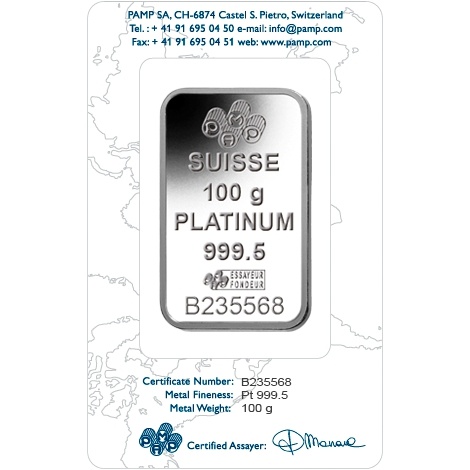 PAMP SA, CH-6874 Castel S. Pietro, Switzerland
Tel. : + 41 91 695 04 50 e-mail: info@pamp.com
Fax: + 41 91 695 04 51 web: www.pamp.com
PAMP
SUISSE
100 g
PLATINUM
999.5
ESSAYEUR
FONDEUR
B235568
Certificate Number: B235568
Metal Fineness: Pt 999.5
Metal Weight: 100 g
PAMP
Certified Assayer: